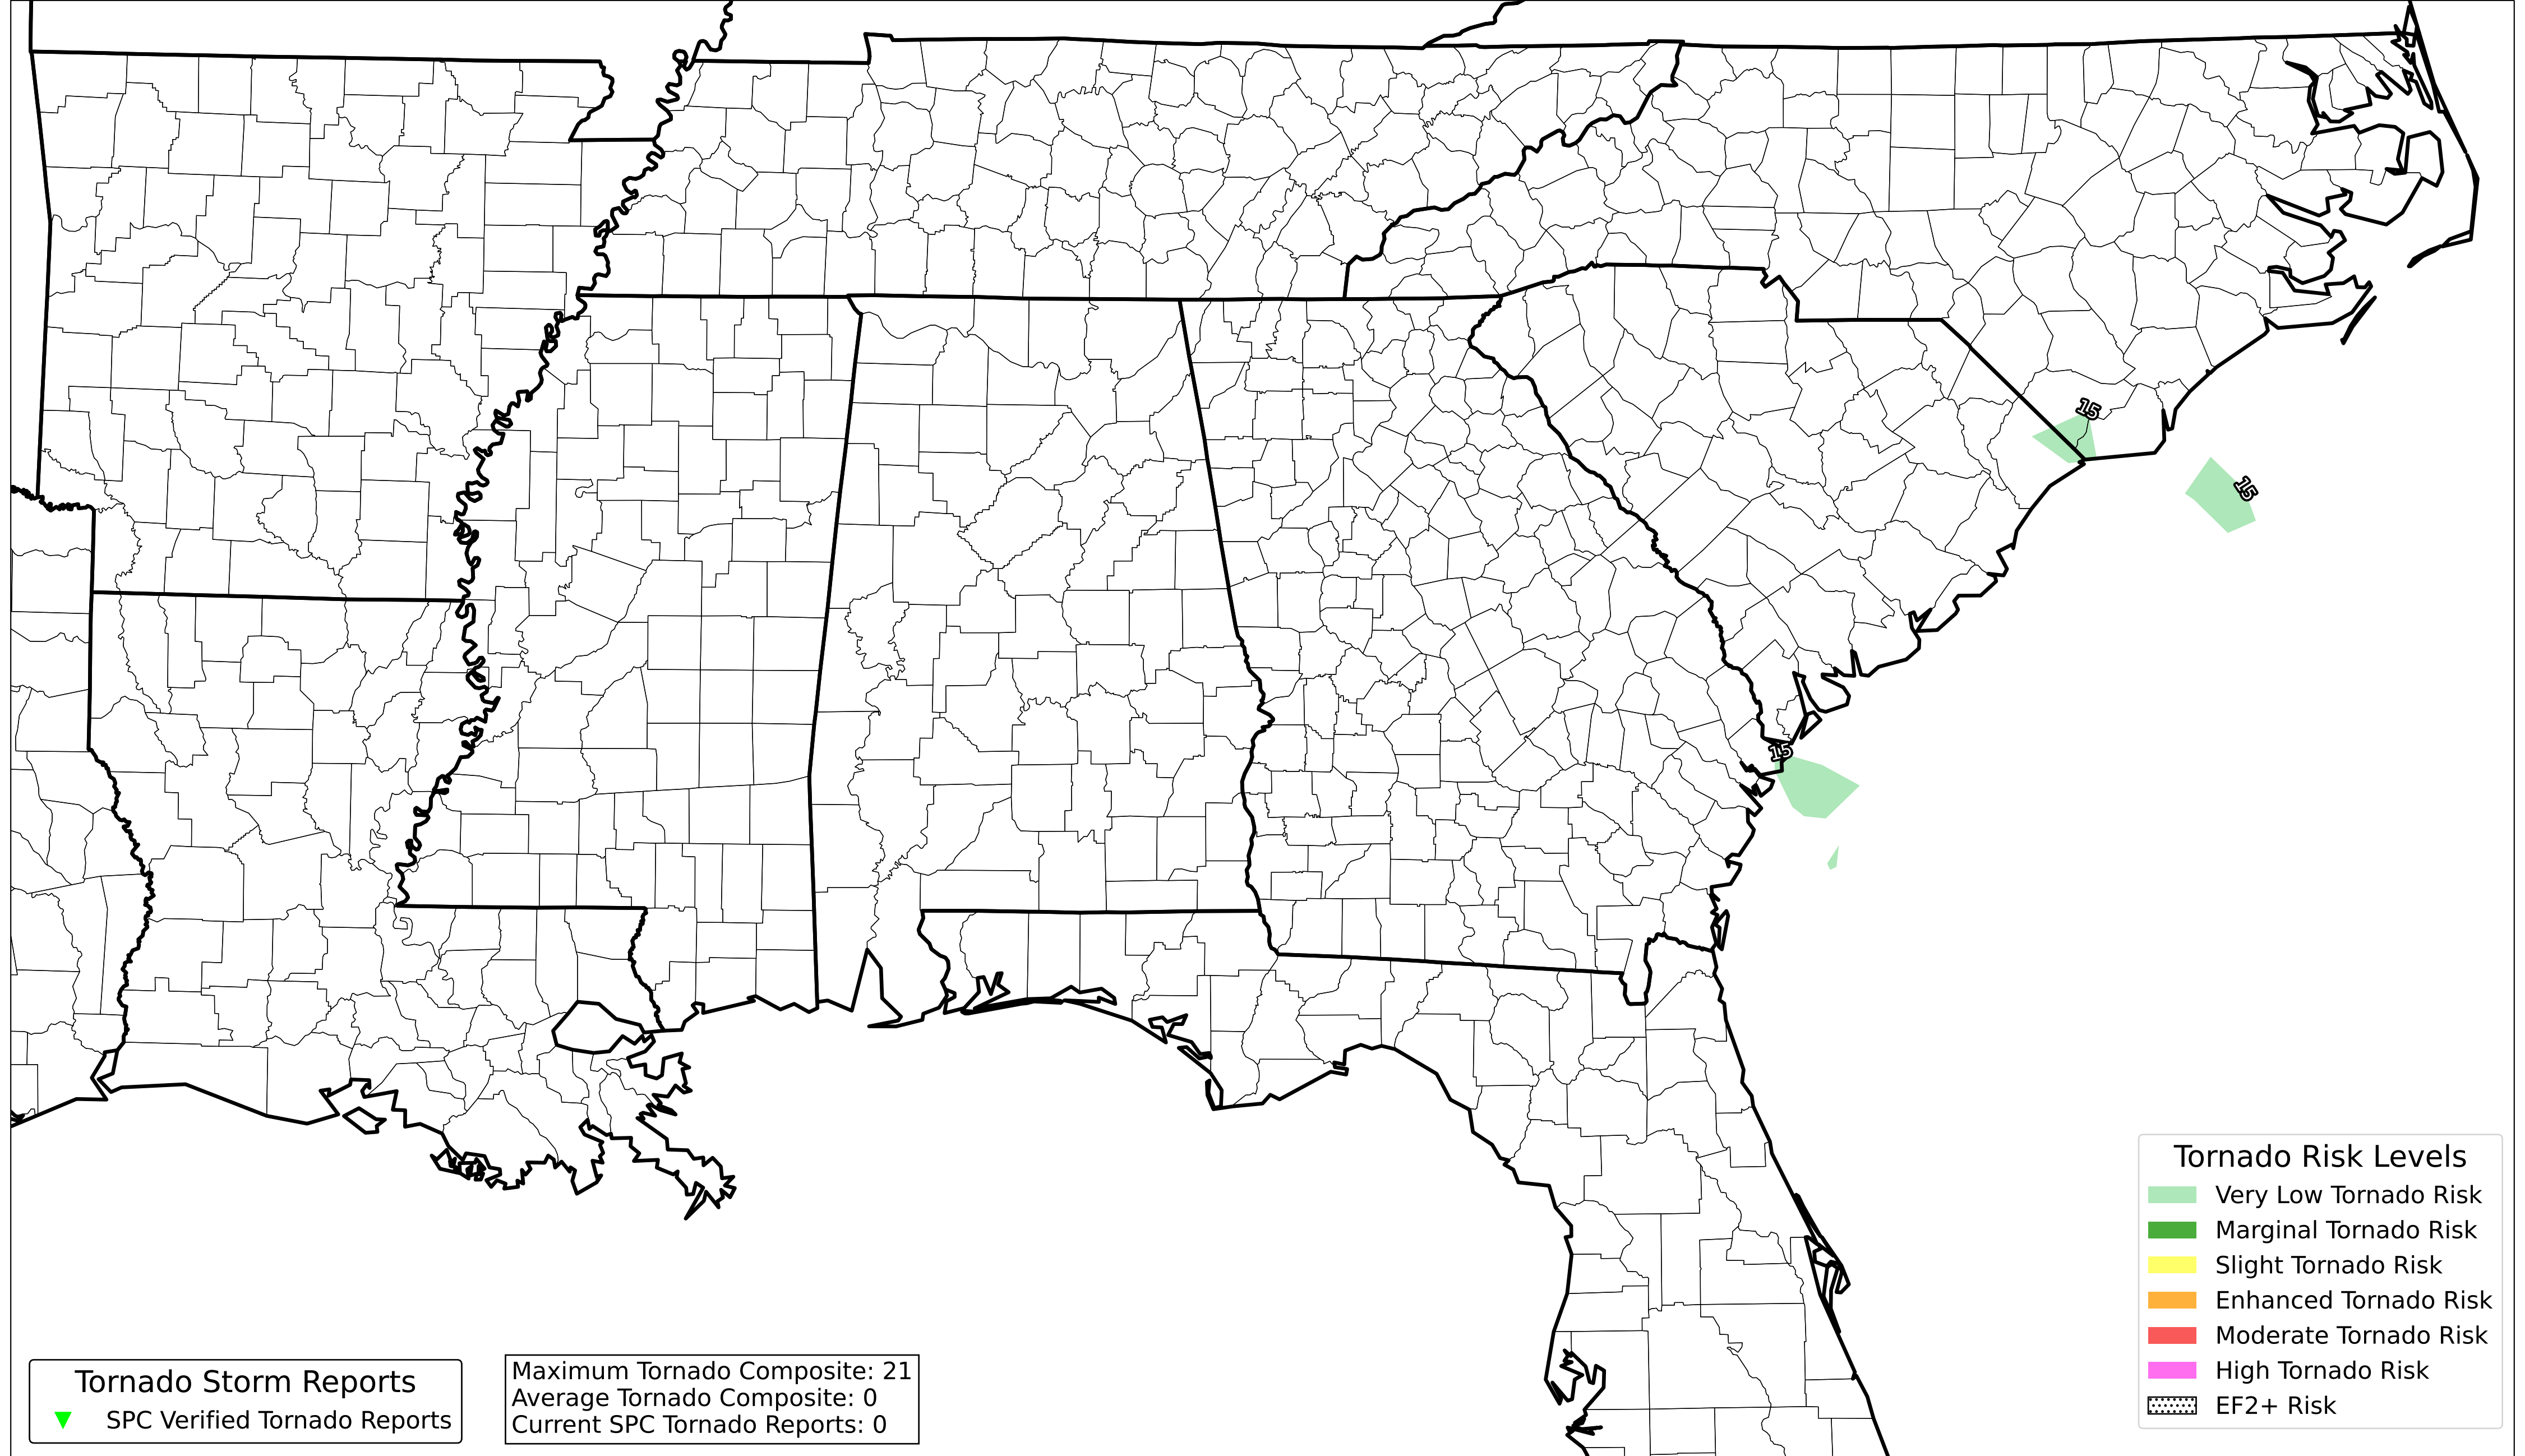 15
15
15
Tornado Risk Levels
Very Low Tornado Risk
Marginal Tornado Risk
Slight Tornado Risk
Enhanced Tornado Risk
Moderate Tornado Risk
High Tornado Risk
EF2+ Risk
Tornado Storm Reports
SPC Verified Tornado Reports
Maximum Tornado Composite: 21
Average Tornado Composite: 0
Current SPC Tornado Reports: 0